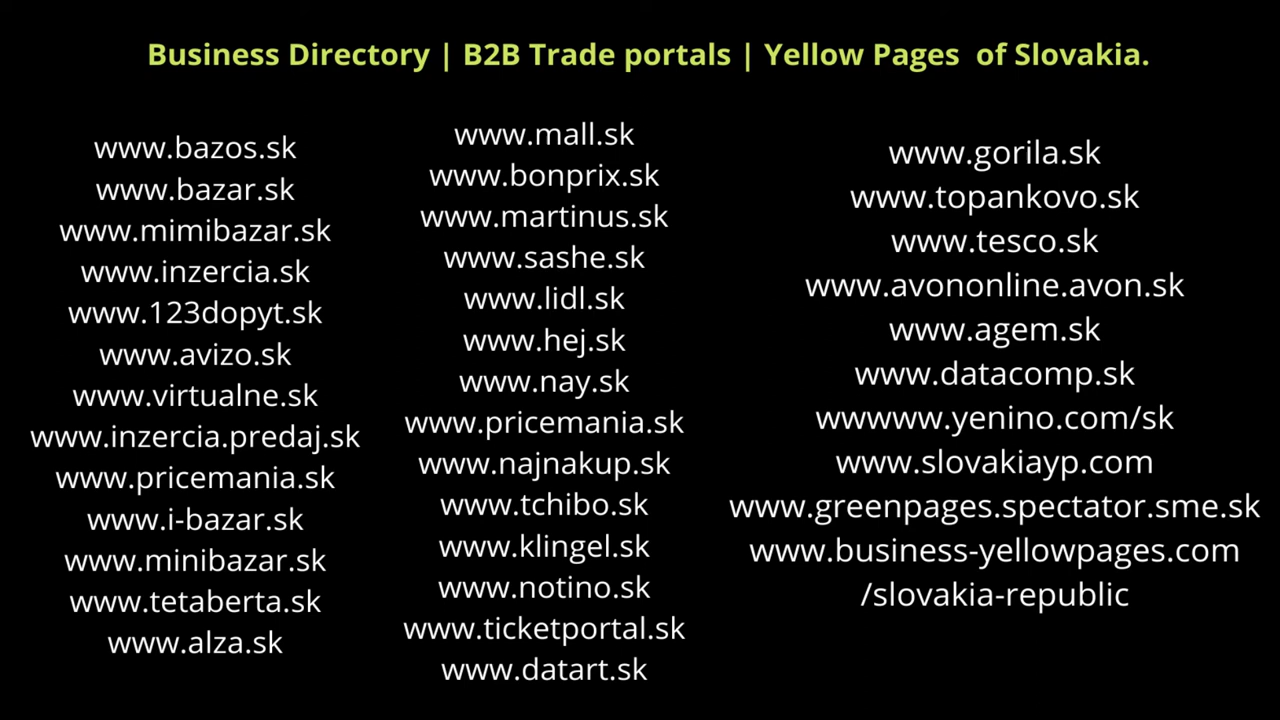 Business Directory | B2B Trade portals | Yellow Pages of Slovakia.
www.bazos.sk
www.bazar.sk
www.mimibazar.sk
www.inzercia.sk
www.123dopyt.sk
www.avizo.sk
www.virtualne.sk
www.inzercia.predaj.sk
www.pricemania.sk
www.i-bazar.sk
www.minibazar.sk
www.tetaberta.sk
www.alza.sk
www.mall.sk
www.bonprix.sk
www.martinus.sk
www.sashe.sk
www.lidl.sk
www.hej.sk
www.nay.sk
www.pricemania.sk
www.najnakup.sk
www.tchibo.sk
www.klingel.sk
www.notino.sk
www.ticketportal.sk
www.datart.sk
www.gorila.sk
www.topankovo.sk
www.tesco.sk
www.avononline.avon.sk
www.agem.sk
www.datacomp.sk
wwwww.yenino.com/sk
www.slovakiayp.com
www.greenpages.spectator.sme.sk
www.business-yellowpages.com
/slovakia-republic